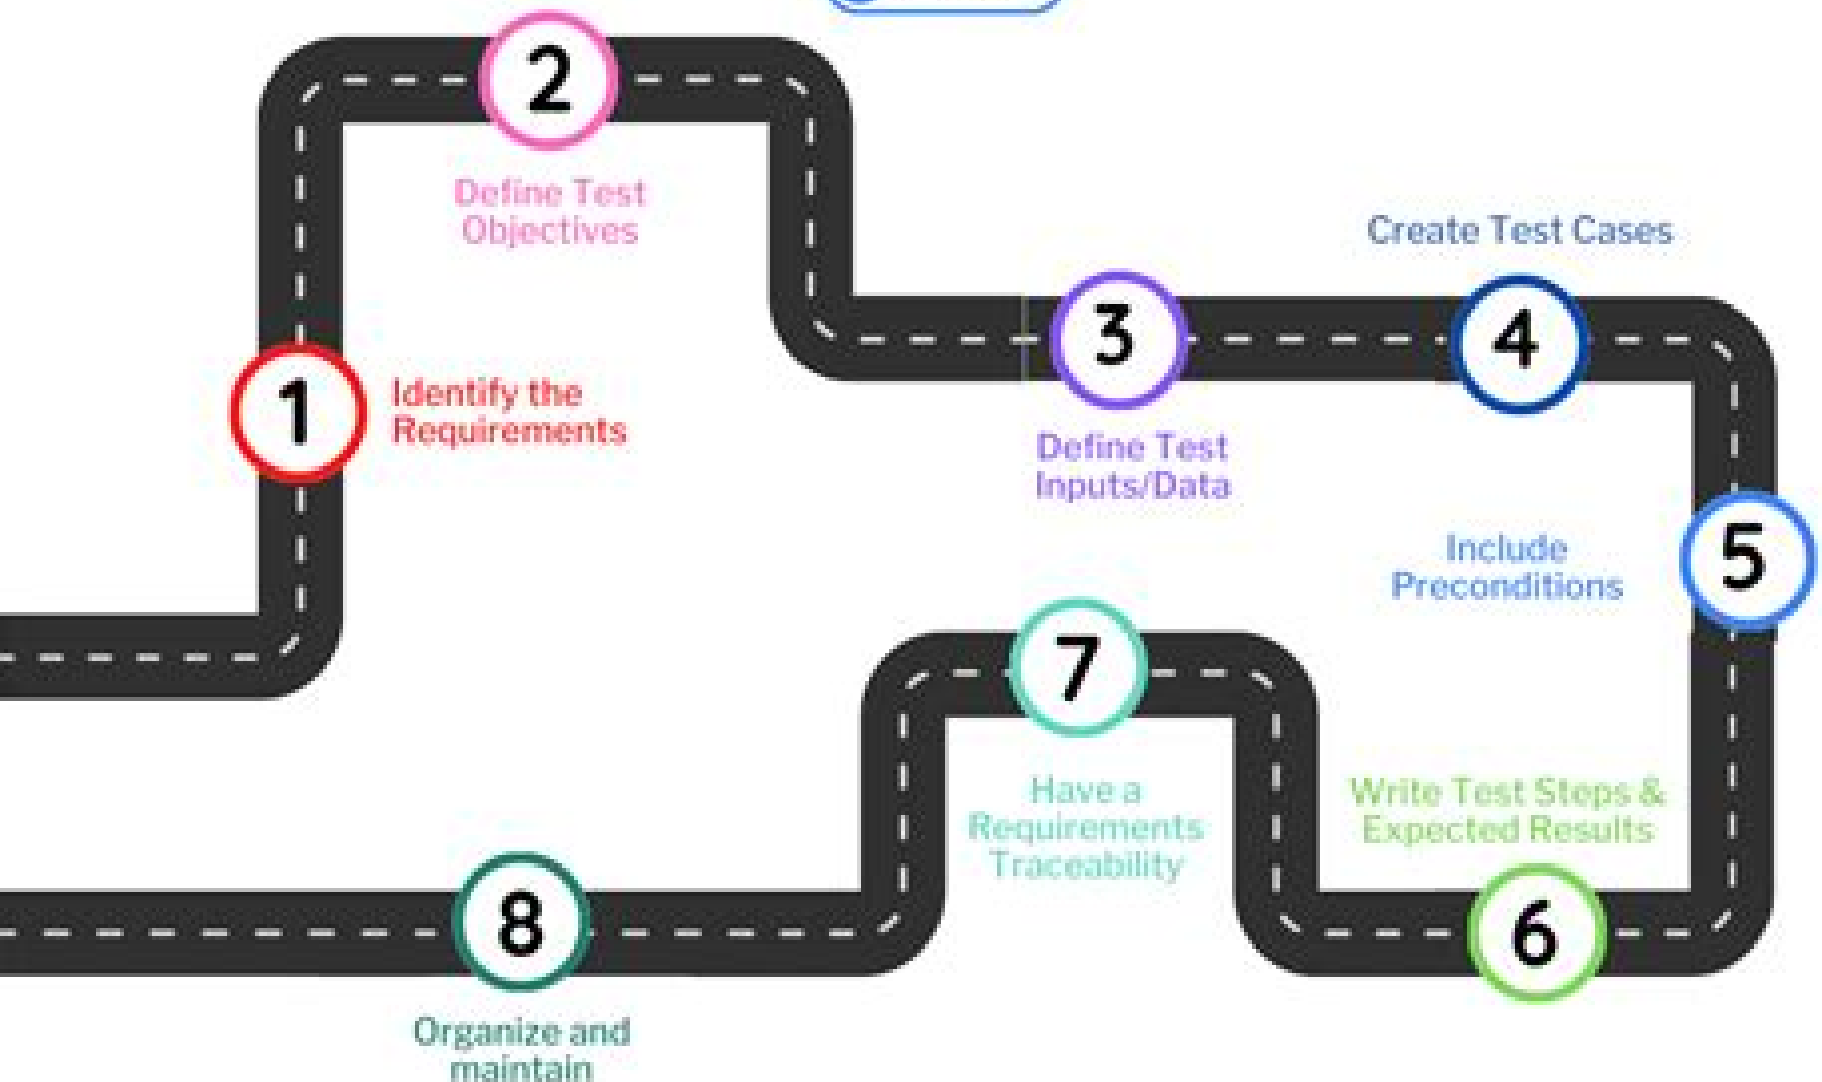 1
Identify the
Requirements
2
Define Test
Objectives
3
Define Test
Inputs/Data
4
Create Test Cases
5
Include
Preconditions
6
Write Test Steps &
Expected Results
7
Have a
Requirements
Traceability
8
Organize and
maintain